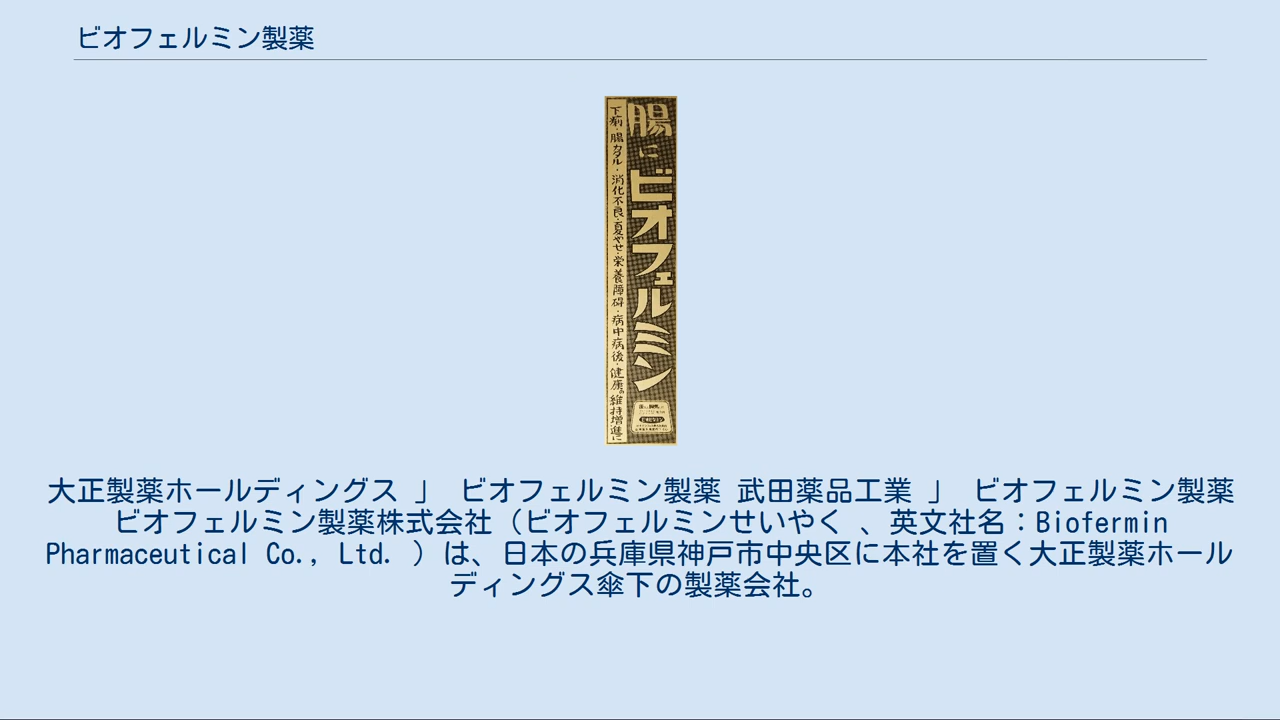 ビオフェルミン製薬
腸に ビオフェルミン
下痢・腸カタル・消化不良・夏やせ・栄養障碍・病中病後・健康の維持増進に
大正製薬ホールディングス 」 ビオフェルミン製薬 武田薬品工業 」 ビオフェルミン製薬
ビオフェルミン製薬株式会社（ビオフェルミンせいやく 、英文社名：Biofermin
Pharmaceutical Co., Ltd. ）は、日本の兵庫県神戸市中央区に本社を置く大正製薬ホール
ディングス傘下の製薬会社。